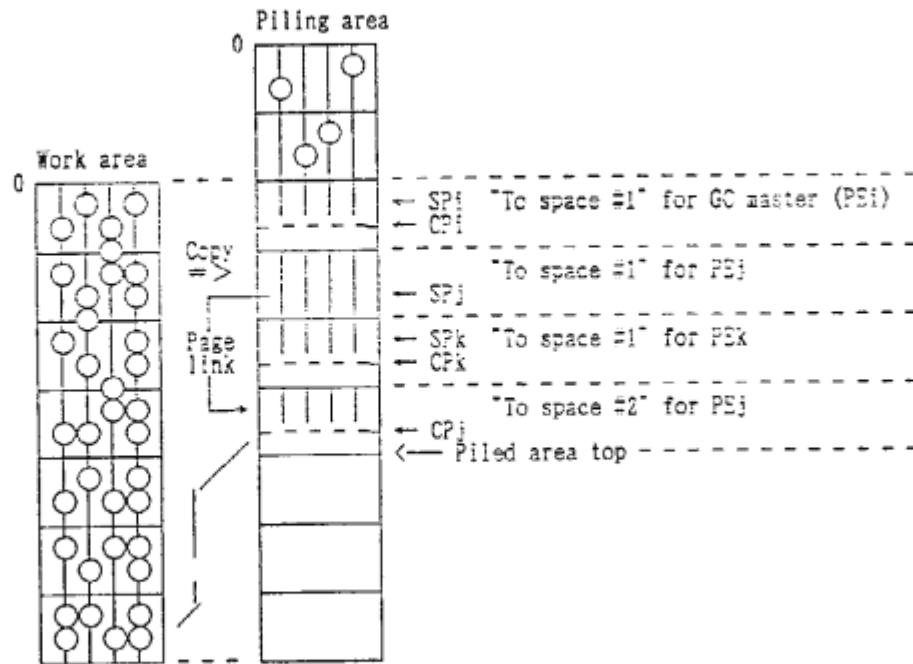 Piling area
0
Work area
0
SPi "To space #1" for GC master (PEi)
CPi
Copy
=>
"To space #1" for PEj
SPj
Page
link
SPk "To space #1" for PEk
CPk
"To space #2" for PEj
CPj
Piled area top